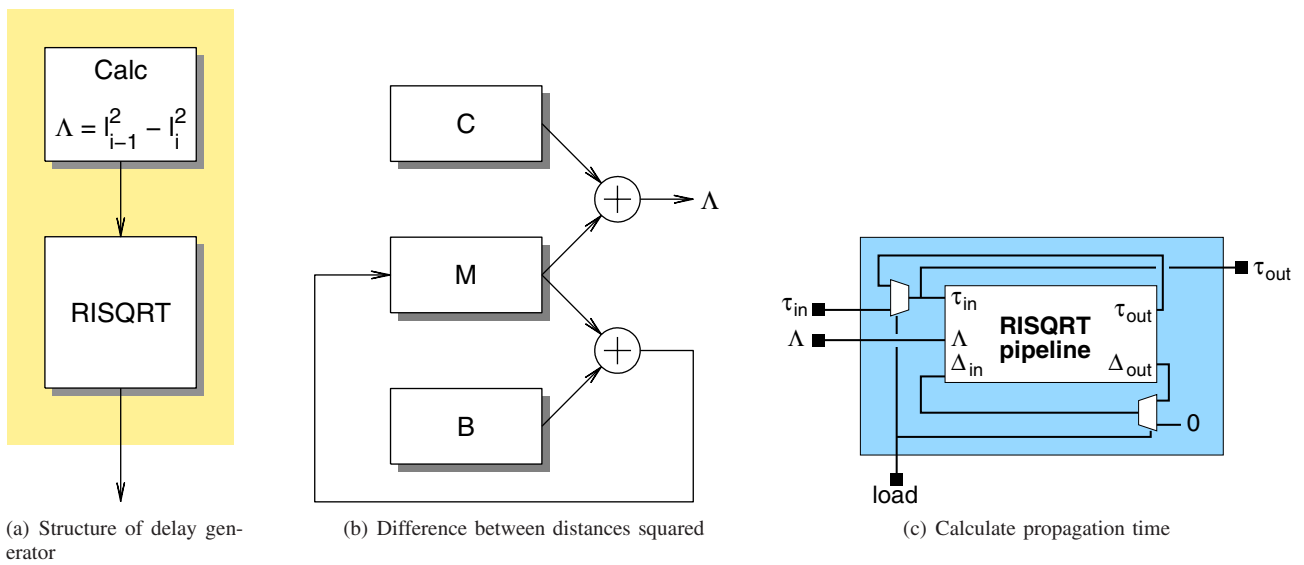 Calc
Λ = l²ᵢ₋₁ − l²ᵢ
RISQRT
(a) Structure of delay gen-
erator
C
Λ
M
B
(b) Difference between distances squared
τout
τin
τin
τout
RISQRT
pipeline
Λ
Λ
Δin
Δout
0
load
(c) Calculate propagation time